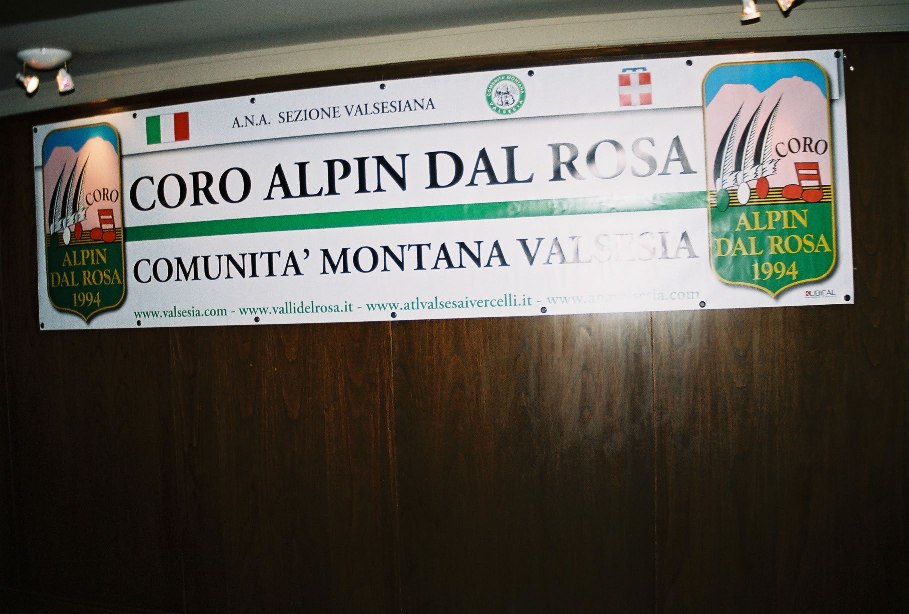 A.N.A. SEZIONE VALSESIANA
CORO ALPIN DAL ROSA
COMUNITA' MONTANA VALSESIA
www.valsesia.com - www.vallidelrosa.it - www.atlvalsesaivercelli.it -
CORO
ALPIN
DAL ROSA
1994
CORO
ALPIN
DAL ROSA
1994